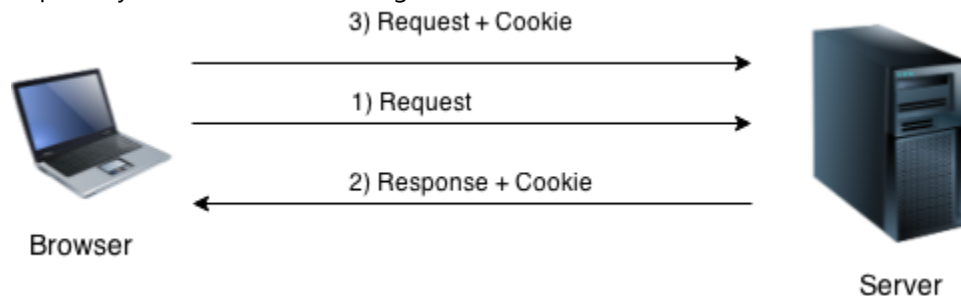 3) Request + Cookie
1) Request
2) Response + Cookie
Browser
Server